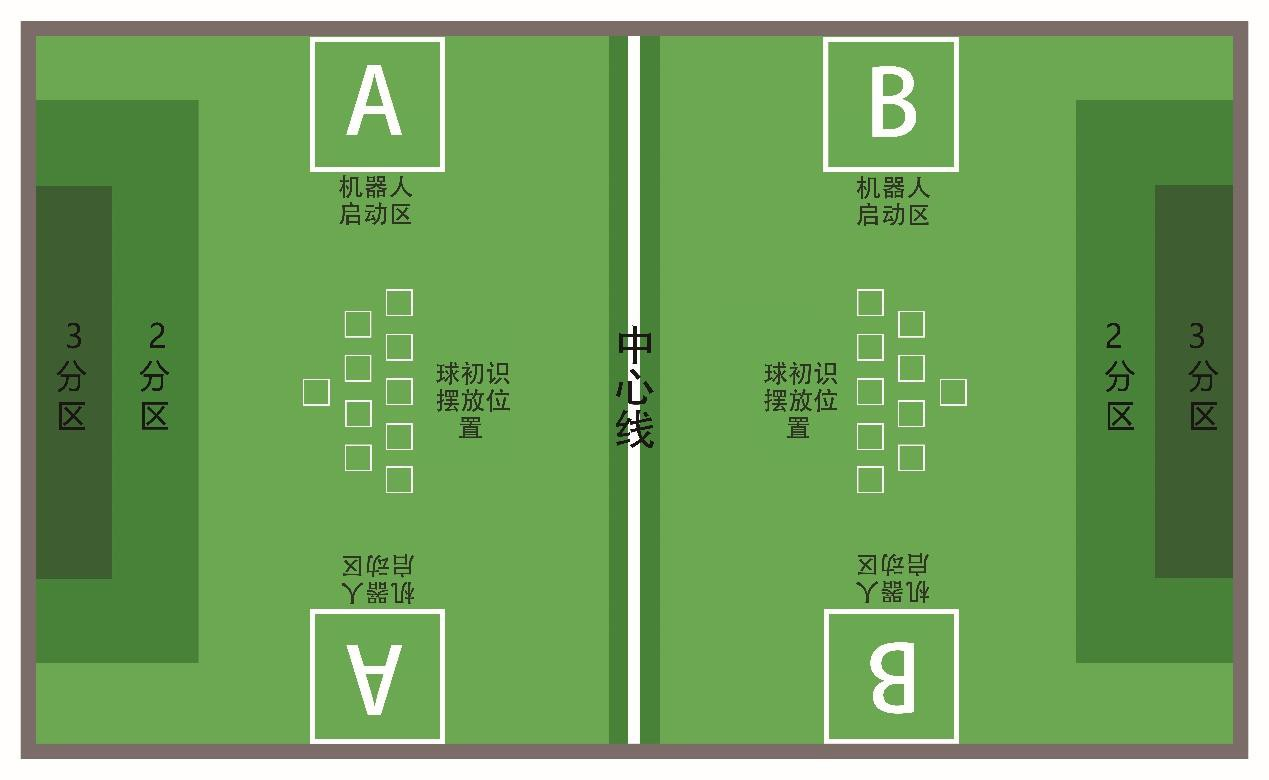 A
机器人
启动区
B
机器人
启动区
3
分
区
2
分
区
球初识
摆放位
置
中
心
线
球初识
摆放位
置
2
分
区
3
分
区
机器人
启动区
A
机器人
启动区
B